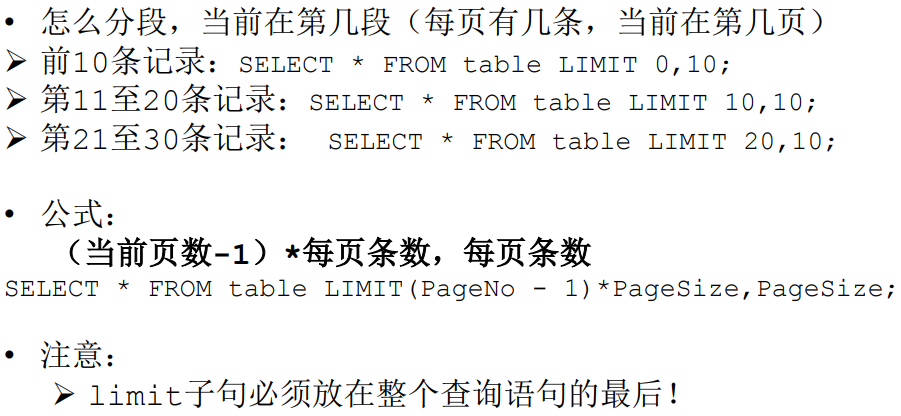 • 怎么分段，当前在第几段（每页有几条，当前在第几页）
➢ 前10条记录：SELECT * FROM table LIMIT 0,10;
➢ 第11至20条记录：SELECT * FROM table LIMIT 10,10;
➢ 第21至30条记录： SELECT * FROM table LIMIT 20,10;
• 公式：
（当前页数-1）*每页条数，每页条数
SELECT * FROM table LIMIT(PageNo - 1)*PageSize,PageSize;
• 注意：
➢ limit子句必须放在整个查询语句的最后！